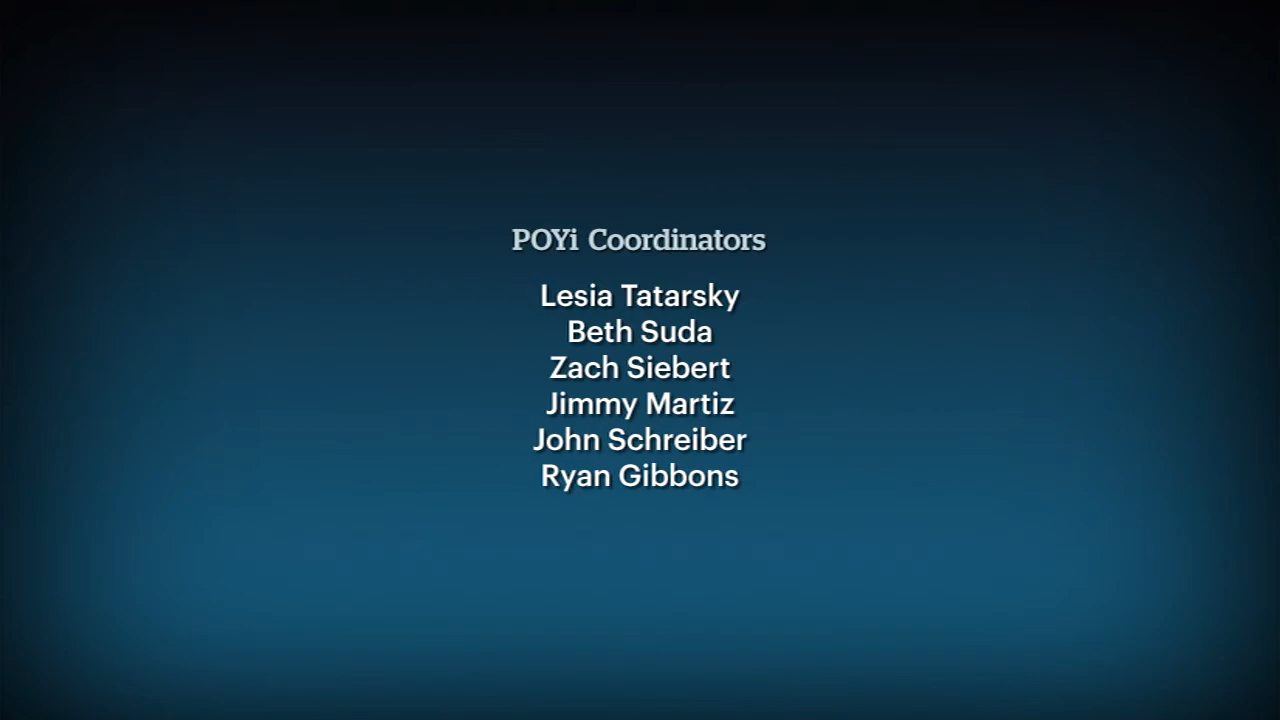 POYi Coordinators
Lesia Tatarsky
Beth Suda
Zach Siebert
Jimmy Martiz
John Schreiber
Ryan Gibbons